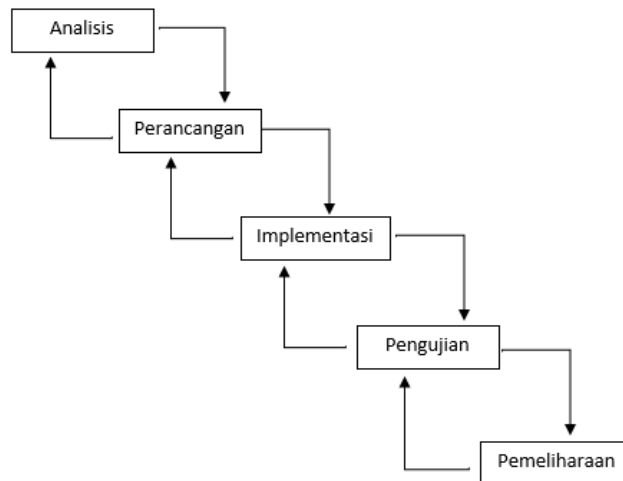 Analisis
Perancangan
Implementasi
Pengujian
Pemeliharaan